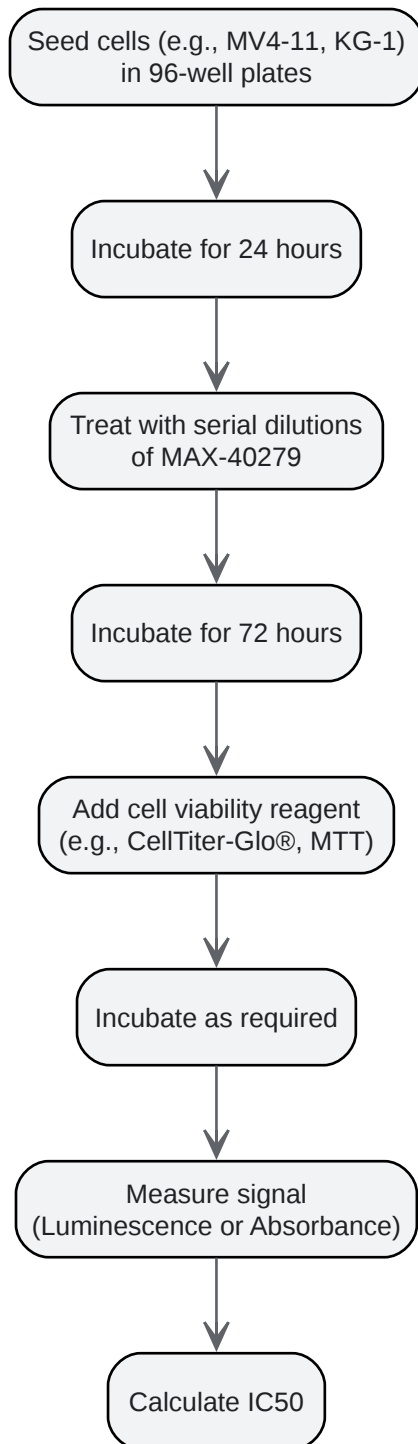 Seed cells (e.g., MV4-11, KG-1)
in 96-well plates
Incubate for 24 hours
Treat with serial dilutions
of MAX-40279
Incubate for 72 hours
Add cell viability reagent
(e.g., CellTiter-Glo®, MTT)
Incubate as required
Measure signal
(Luminescence or Absorbance)
Calculate IC50